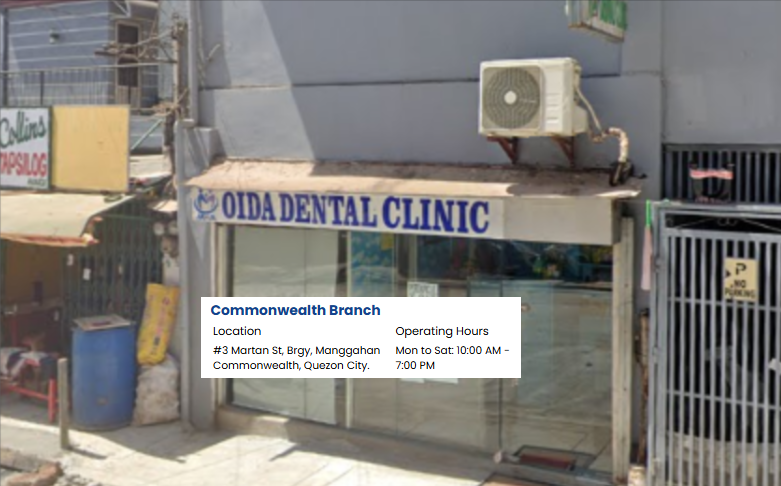 Collins
TAPSILOG
OIDA DENTAL CLINIC
P
NO
PARKING
Commonwealth Branch
Location
Operating Hours
#3 Martan St, Brgy, Manggahan
Commonwealth, Quezon City.
Mon to Sat: 10:00 AM -
7:00 PM